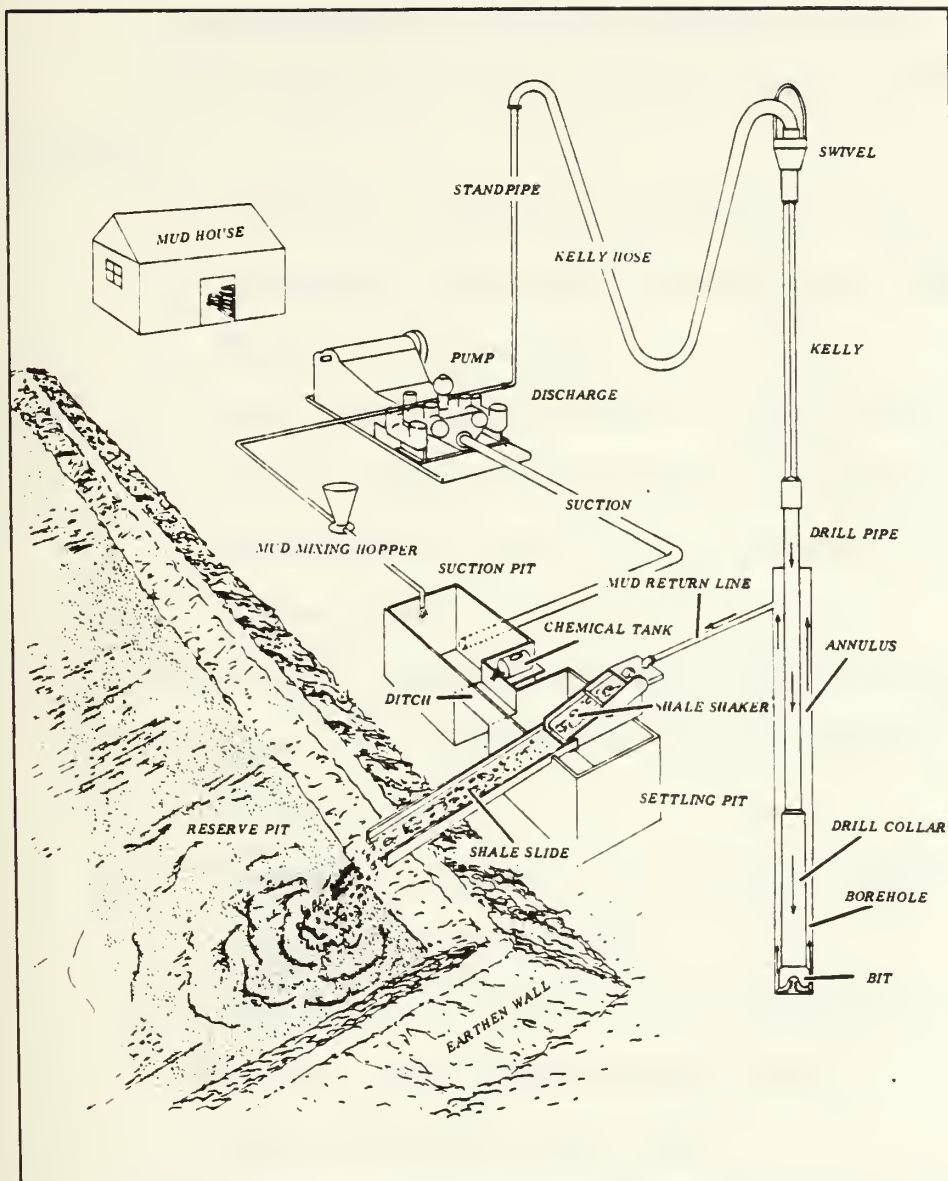 SWIVEL
STANDPIPE
MUD HOUSE
KELLY HOSE
KELLY
PUMP
DISCHARGE
SUCTION
DRILL PIPE
MUD MIXING HOPPER
SUCTION PIT
MUD RETURN LINE
CHEMICAL TANK
ANNULUS
DITCH
SHALE SHAKER
SETTLING PIT
RESERVE PIT
SHALE SLIDE
DRILL COLLAR
BOREHOLE
BIT
EARTHEN WALL